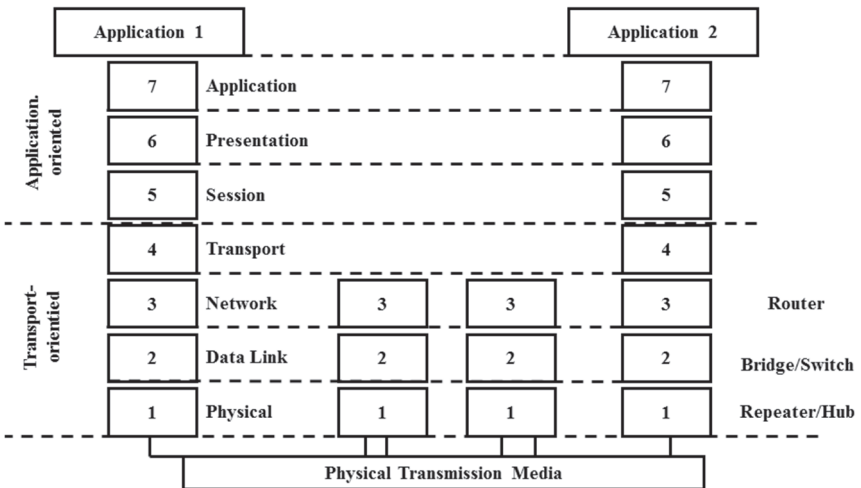 Application 1
Application 2
Application.
oriented
7
Application
7
6
Presentation
6
5
Session
5
Transport-
orientied
4
Transport
4
3
Network
3
3
3
Router
2
Data Link
2
2
2
Bridge/Switch
1
Physical
1
1
1
Repeater/Hub
Physical Transmission Media